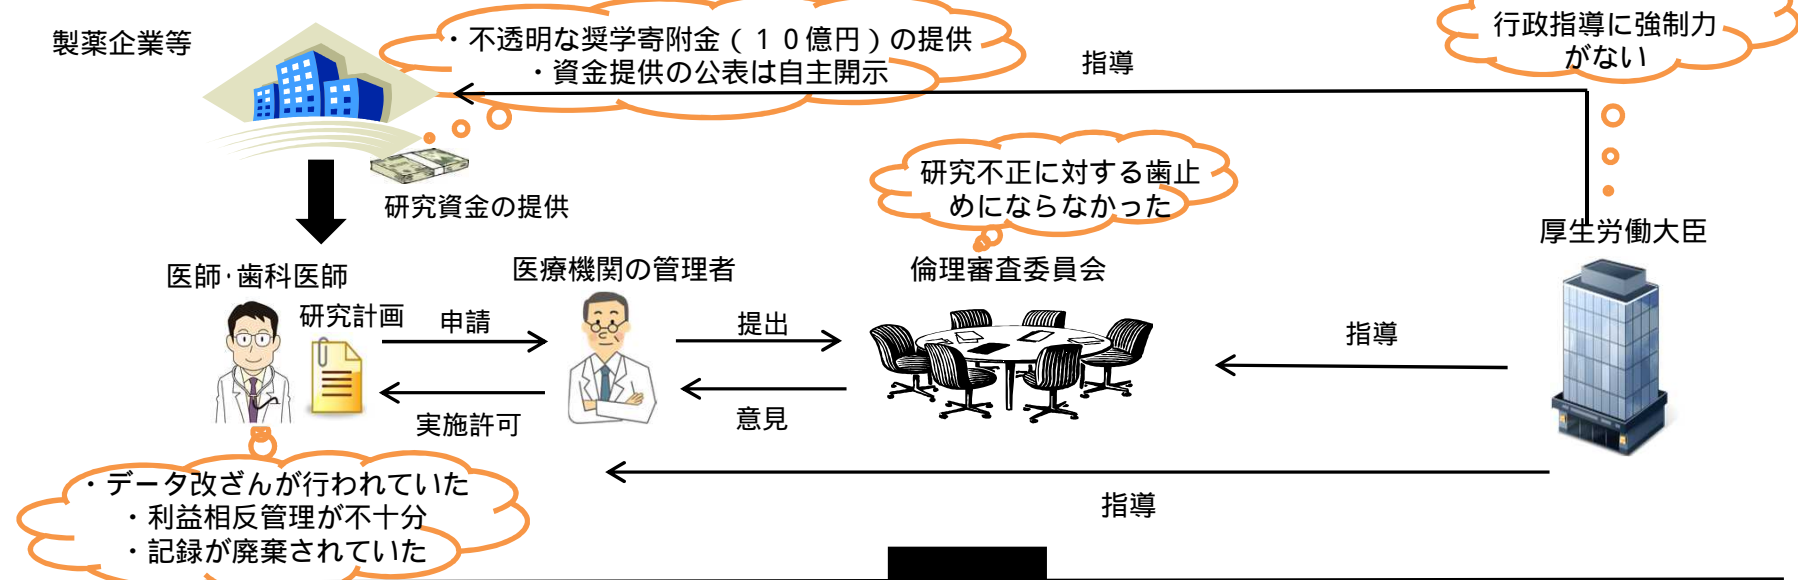 製薬企業等
・不透明な奨学寄附金（１０億円）の提供
・資金提供の公表は自主開示
指導
行政指導に強制力
がない
研究資金の提供
研究不正に対する歯止
めにならなかった
厚生労働大臣
医師・歯科医師
医療機関の管理者
倫理審査委員会
研究計画
申請
提出
指導
実施許可
意見
・データ改ざんが行われていた
・利益相反管理が不十分
・記録が廃棄されていた
指導